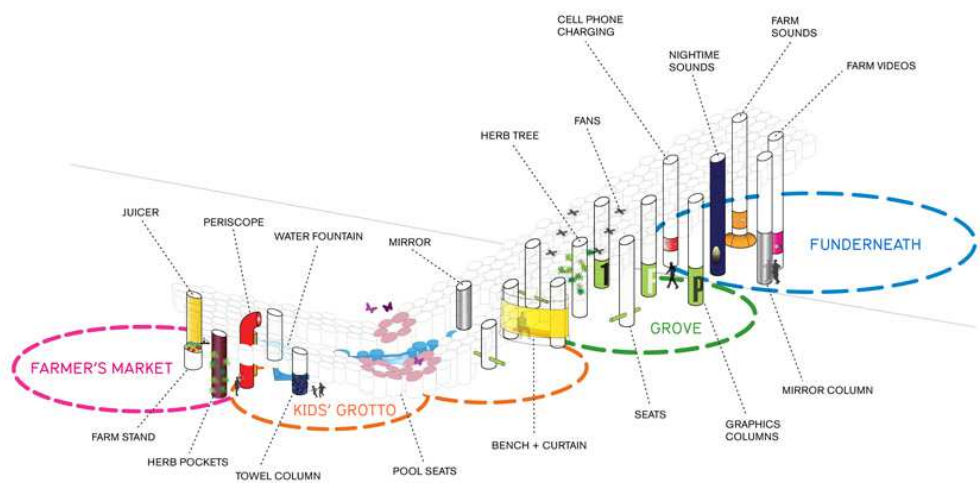 CELL PHONE
CHARGING
FARM
SOUNDS
NIGHTIME
SOUNDS
FARM VIDEOS
FANS
HERB TREE
JUICER
PERISCOPE
WATER FOUNTAIN
MIRROR
FUNDERNEATH
1
F
P
GROVE
FARMER'S MARKET
KIDS' GROTTO
MIRROR COLUMN
SEATS
GRAPHICS
COLUMNS
FARM STAND
BENCH + CURTAIN
HERB POCKETS
TOWEL COLUMN
POOL SEATS